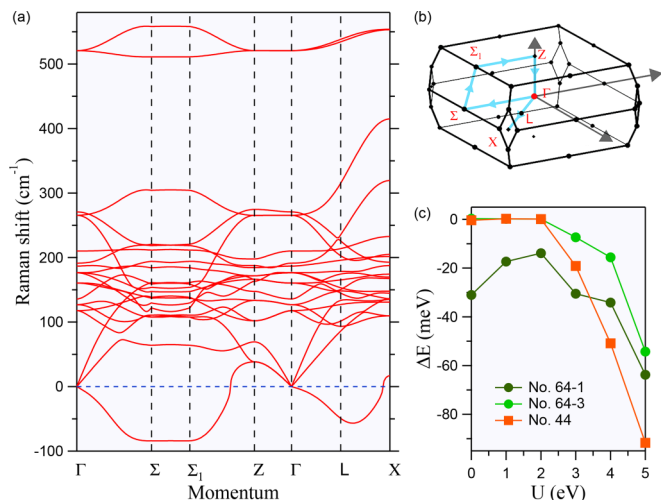 (a)
500
400
300
200
100
0
-100
Raman shift (cm⁻¹)
Γ Σ Σ₁ Z Γ L X
Momentum
(b)
Σ₁
Z
Γ
Σ
L
X
(c)
0
-20
-40
-60
-80
ΔE (meV)
No. 64-1
No. 64-3
No. 44
0 1 2 3 4 5
U (eV)